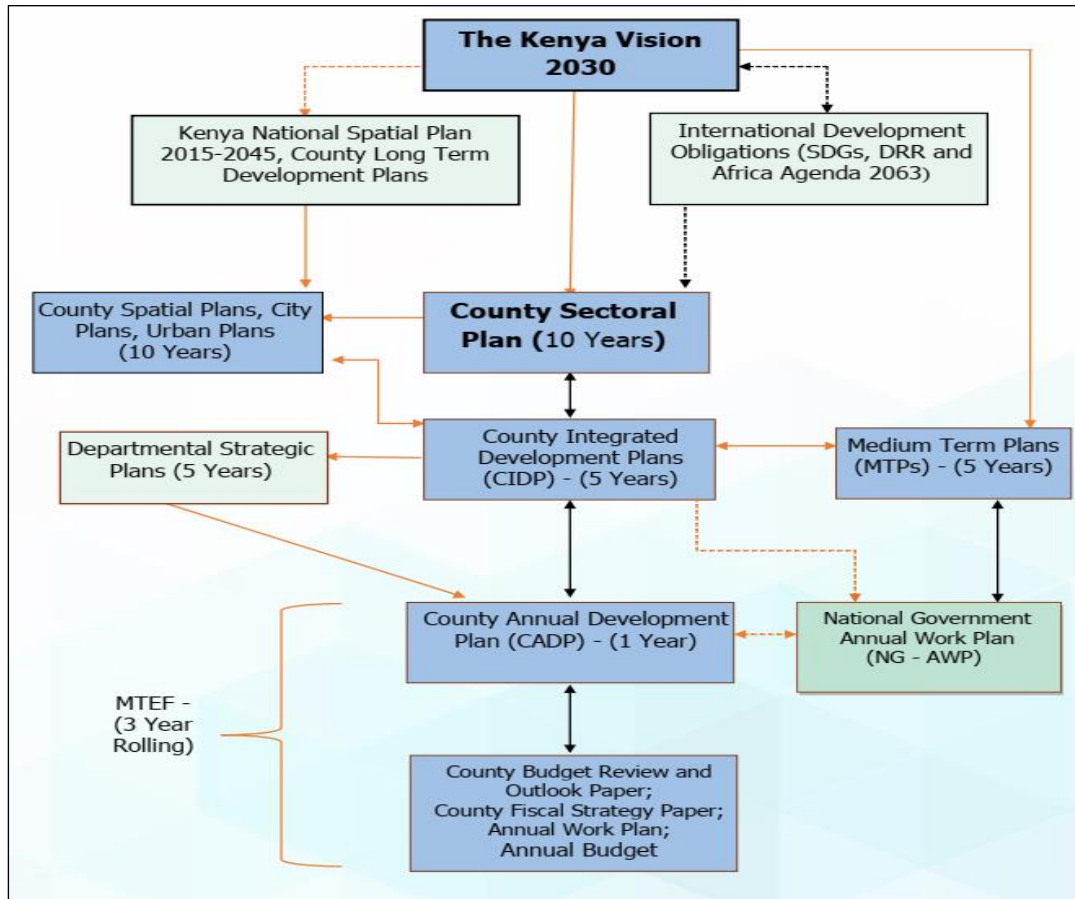 The Kenya Vision
2030
Kenya National Spatial Plan
2015-2045, County Long Term
Development Plans
International Development
Obligations (SDGs, DRR and
Africa Agenda 2063)
County Spatial Plans, City
Plans, Urban Plans
(10 Years)
County Sectoral
Plan (10 Years)
Departmental Strategic
Plans (5 Years)
County Integrated
Development Plans
(CIDP) - (5 Years)
Medium Term Plans
(MTPs) - (5 Years)
County Annual Development
Plan (CADP) - (1 Year)
National Government
Annual Work Plan
(NG - AWP)
MTEF -
(3 Year
Rolling)
County Budget Review and
Outlook Paper;
County Fiscal Strategy Paper;
Annual Work Plan;
Annual Budget